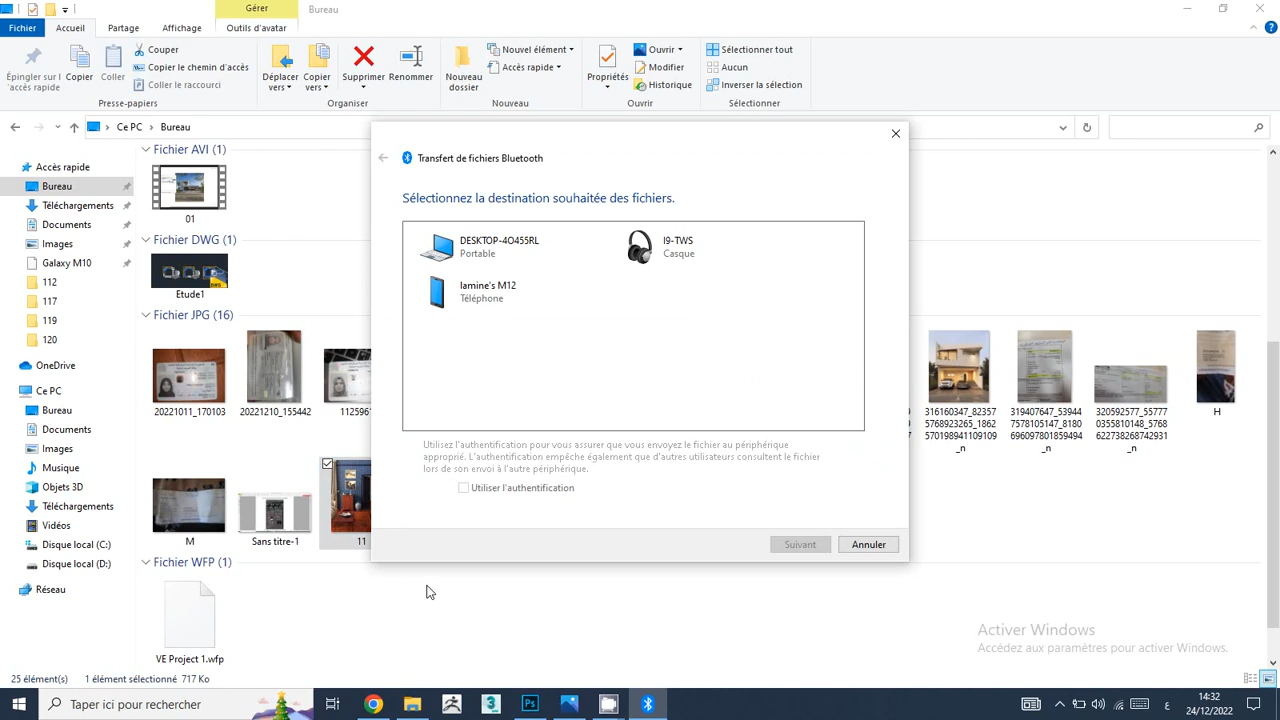 Gérer
Bureau
Fichier
Accueil
Partage
Affichage
Outils d'avatar
Épingler sur l'
accès rapide
Copier
Coller
Couper
Copier le chemin d'accès
Coller le raccourci
Presse-papiers
Déplacer
vers
Copier
vers
Supprimer
Renommer
Organiser
Nouveau
dossier
Nouvel élément
Accès rapide
Nouveau
Propriétés
Ouvrir
Modifier
Historique
Ouvrir
Sélectionner tout
Aucun
Inverser la sélection
Sélectionner
Ce PC
Bureau
Accès rapide
Bureau
Téléchargements
Documents
Images
Galaxy M10
112
117
119
120
OneDrive
Ce PC
Bureau
Documents
Images
Musique
Objets 3D
Téléchargements
Vidéos
Disque local (C:)
Disque local (D:)
Réseau
Fichier AVI (1)
01
Fichier DWG (1)
Etude1
Fichier JPG (16)
20221011_170103
20221210_155442
112596
316160347_82357
5768923265_1862
570198941109109
_n
319407647_53944
7578105147_8180
696097801859494
_n
320592577_55777
0355810148_5768
622738268742931
_n
H
M
Sans titre-1
11
Fichier WFP (1)
VE Project 1.wfp
Transfert de fichiers Bluetooth
Sélectionnez la destination souhaitée des fichiers.
DESKTOP-4O455RL
Portable
I9-TWS
Casque
lamine's M12
Téléphone
Utilisez l'authentification pour vous assurer que vous envoyez le fichier au périphérique
approprié. L'authentification empêche également que d'autres utilisateurs consultent le fichier
lors de son envoi à l'autre périphérique.
Utiliser l'authentification
Suivant
Annuler
Activer Windows
Accédez aux paramètres pour activer Windows.
25 élément(s)
1 élément sélectionné 717 Ko
Taper ici pour rechercher
ع
14:32
24/12/2022